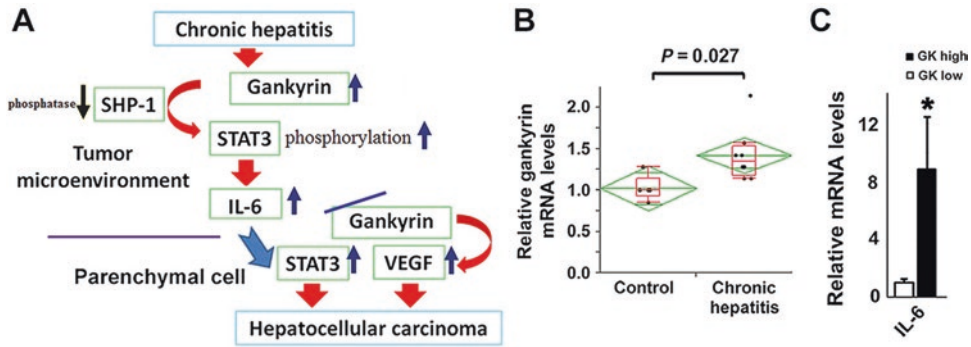 A
Chronic hepatitis
Gankyrin
phosphatase
SHP-1
STAT3
phosphorylation
Tumor
microenvironment
IL-6
Gankyrin
Parenchymal cell
STAT3
VEGF
Hepatocellular carcinoma
B
P = 0.027
Relative gankyrin
mRNA levels
2.0
1.5
1.0
0.5
0.0
Control
Chronic
hepatitis
C
GK high
GK low
*
Relative mRNA levels
12
8
4
0
IL-6